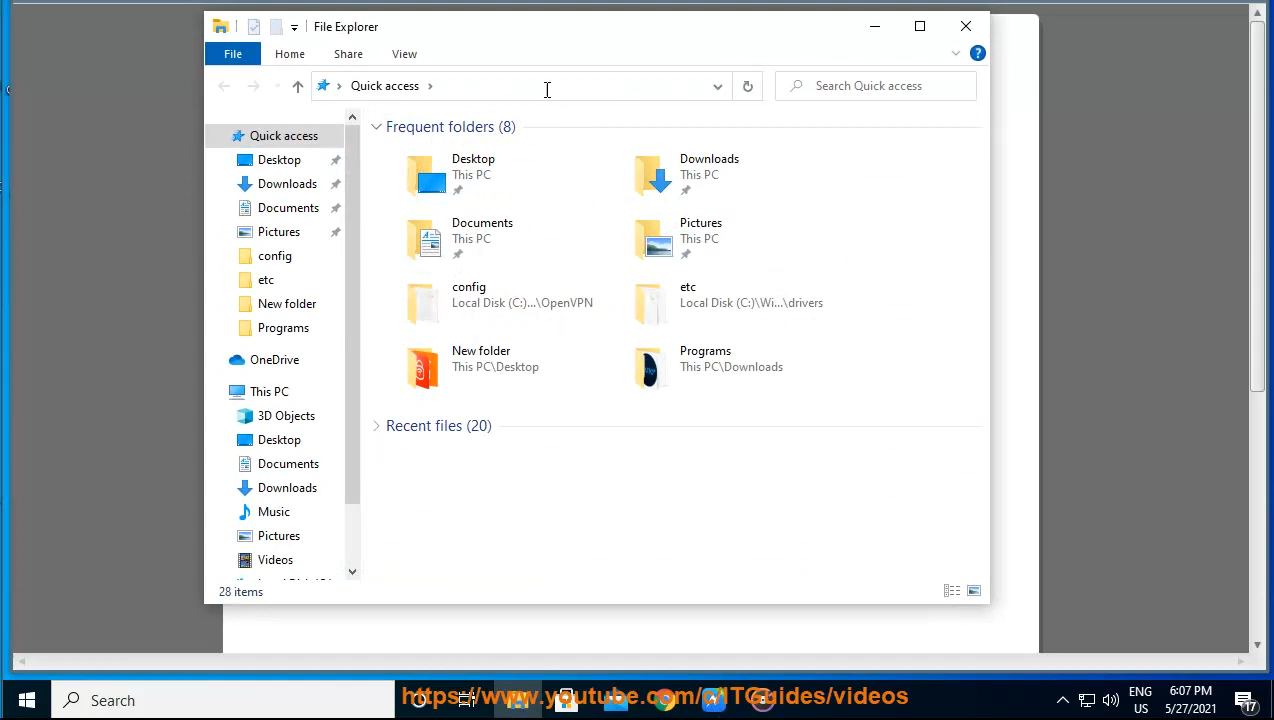 File Explorer
File
Home
Share
View
Quick access
Search Quick access
Quick access
Desktop
Downloads
Documents
Pictures
config
etc
New folder
Programs
OneDrive
This PC
3D Objects
Desktop
Documents
Downloads
Music
Pictures
Videos
Frequent folders (8)
Desktop
This PC
Downloads
This PC
Documents
This PC
Pictures
This PC
config
Local Disk (C:)...\OpenVPN
etc
Local Disk (C:)\Wi...\drivers
New folder
This PC\Desktop
Programs
This PC\Downloads
Recent files (20)
28 items
Search
ENG
US
6:07 PM
5/27/2021
17